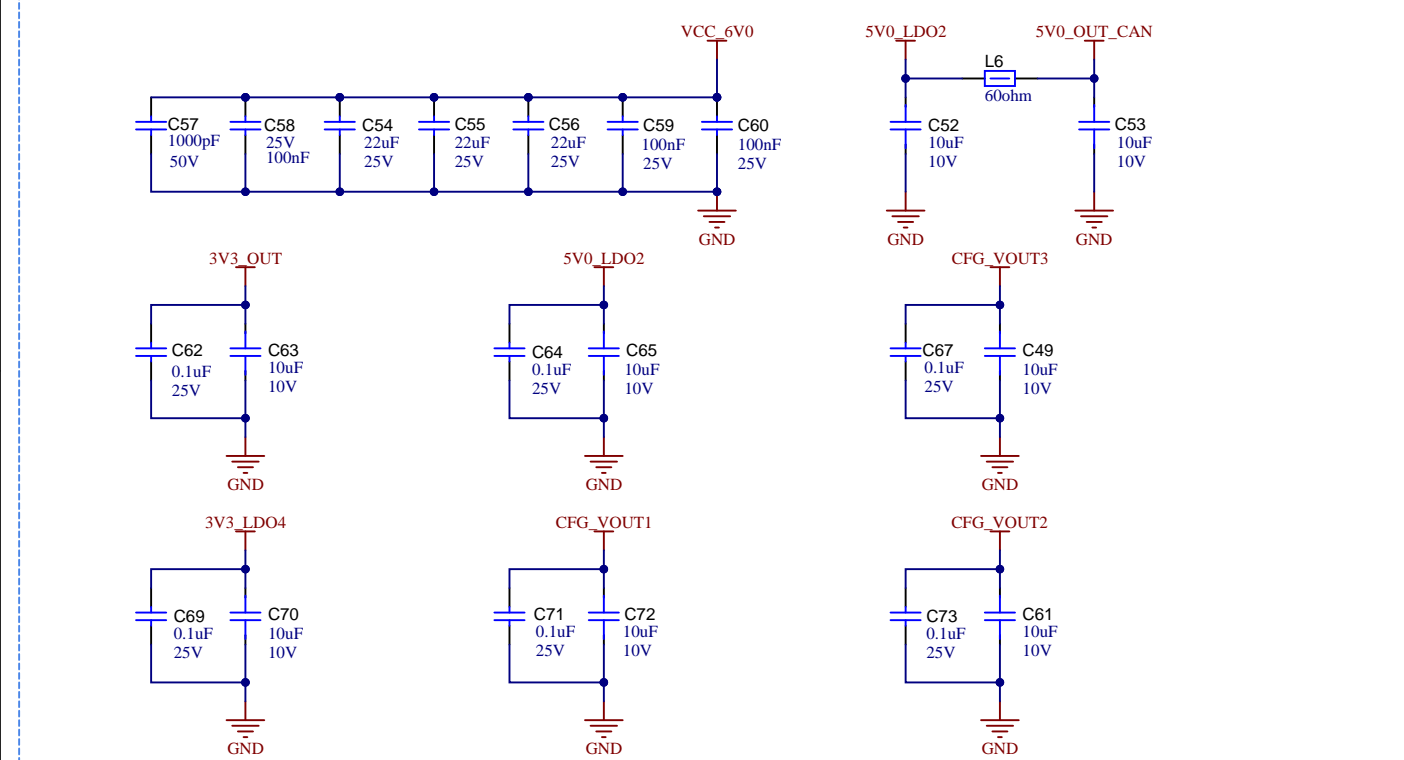 VCC_6V0
5V0_LDO2
5V0_OUT_CAN
L6
60ohm
C57
1000pF
50V
C58
25V
100nF
C54
22uF
25V
C55
22uF
25V
C56
22uF
25V
C59
100nF
25V
C60
100nF
25V
C52
10uF
10V
C53
10uF
10V
GND
GND
GND
3V3_OUT
5V0_LDO2
CFG_VOUT3
C62
0.1uF
25V
C63
10uF
10V
C64
0.1uF
25V
C65
10uF
10V
C67
0.1uF
25V
C49
10uF
10V
GND
GND
GND
3V3_LDO4
CFG_VOUT1
CFG_VOUT2
C69
0.1uF
25V
C70
10uF
10V
C71
0.1uF
25V
C72
10uF
10V
C73
0.1uF
25V
C61
10uF
10V
GND
GND
GND